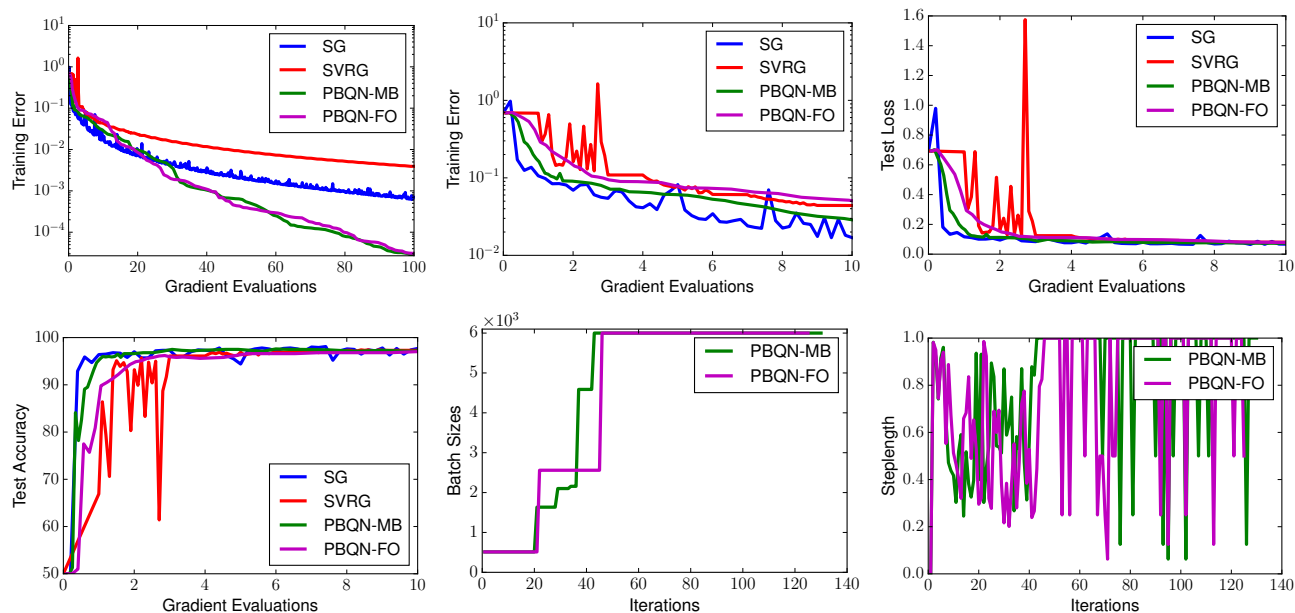 10^1
10^0
10^-1
10^-2
10^-3
10^-4
0 20 40 60 80 100
Training Error
Gradient Evaluations
SG
SVRG
PBQN-MB
PBQN-FO
10^1
10^0
10^-1
10^-2
0 2 4 6 8 10
Training Error
Gradient Evaluations
SG
SVRG
PBQN-MB
PBQN-FO
1.6
1.4
1.2
1.0
0.8
0.6
0.4
0.2
0.0
0 2 4 6 8 10
Test Loss
Gradient Evaluations
SG
SVRG
PBQN-MB
PBQN-FO
100
90
80
70
60
50
0 2 4 6 8 10
Test Accuracy
Gradient Evaluations
SG
SVRG
PBQN-MB
PBQN-FO
×10^3
6
5
4
3
2
1
0
0 20 40 60 80 100 120 140
Batch Sizes
Iterations
PBQN-MB
PBQN-FO
1.0
0.8
0.6
0.4
0.2
0.0
0 20 40 60 80 100 120 140
Steplength
Iterations
PBQN-MB
PBQN-FO